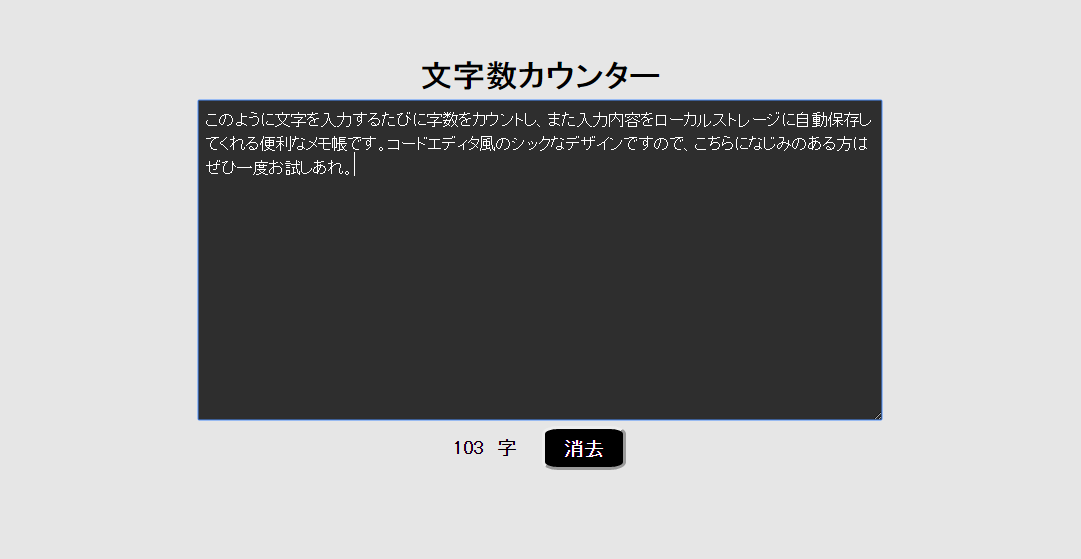 文字数カウンター
このように文字を入力するたびに字数をカウントし、また入力内容をローカルストレージに自動保存し
てくれる便利なメモ帳です。コードエディタ風のシックなデザインですので、こちらになじみのある方は
ぜひ一度お試しあれ。
103 字 消去